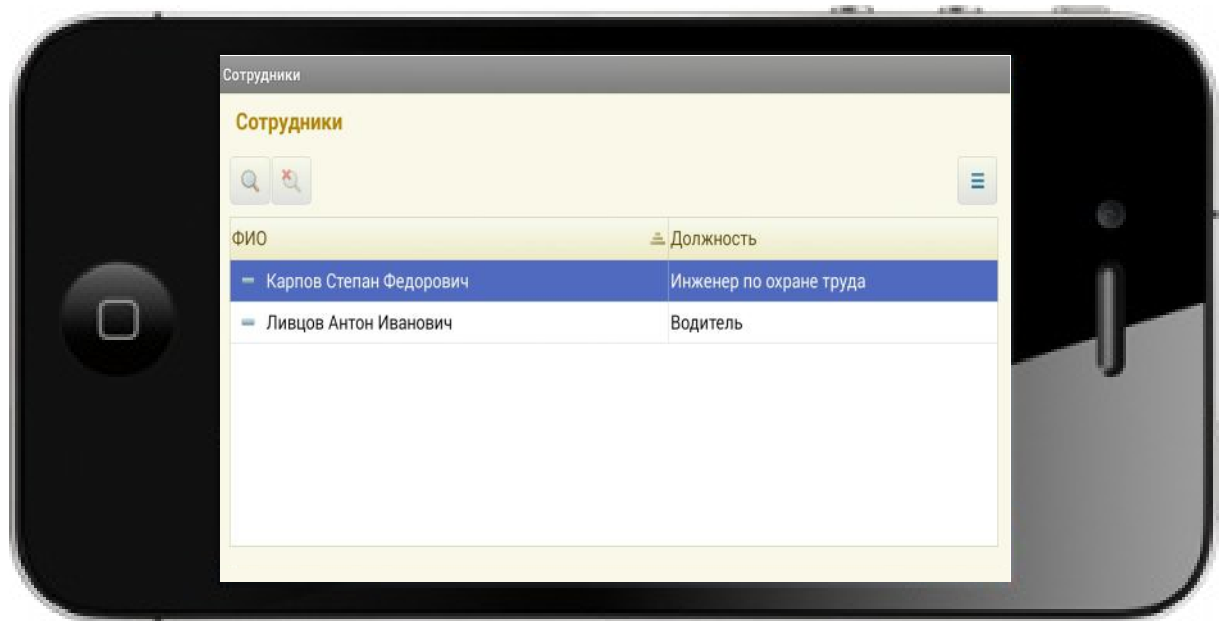 Сотрудники
Сотрудники
ФИО Должность
Карпов Степан Федорович Инженер по охране труда
Ливцов Антон Иванович Водитель